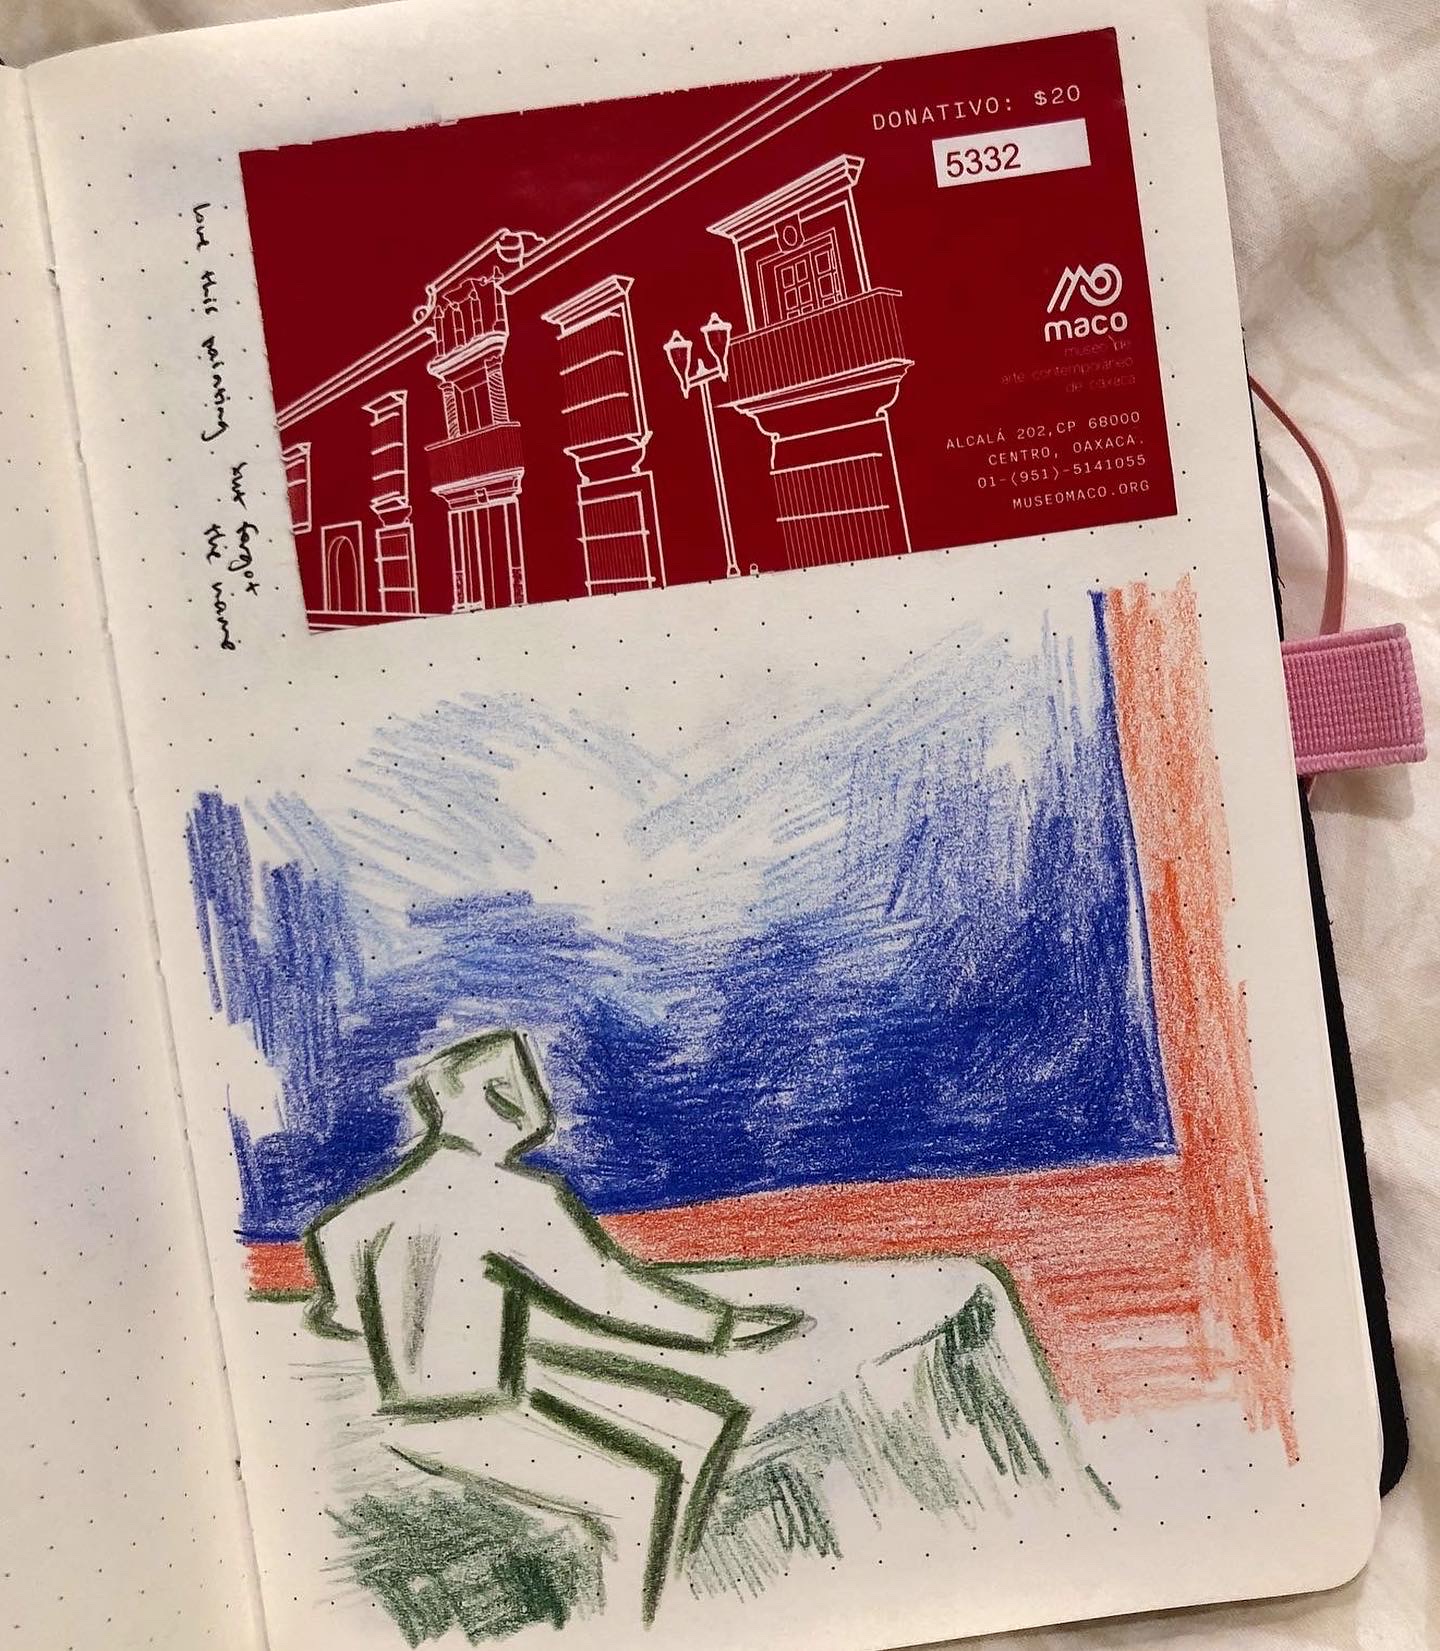 DONATIVO: $20
5332
maco
museo de
arte contemporáneo
de oaxaca
ALCALÁ 202,CP 68000
CENTRO, OAXACA.
01-(951)-5141055
MUSEOMACO.ORG
love this painting but forgot
the name